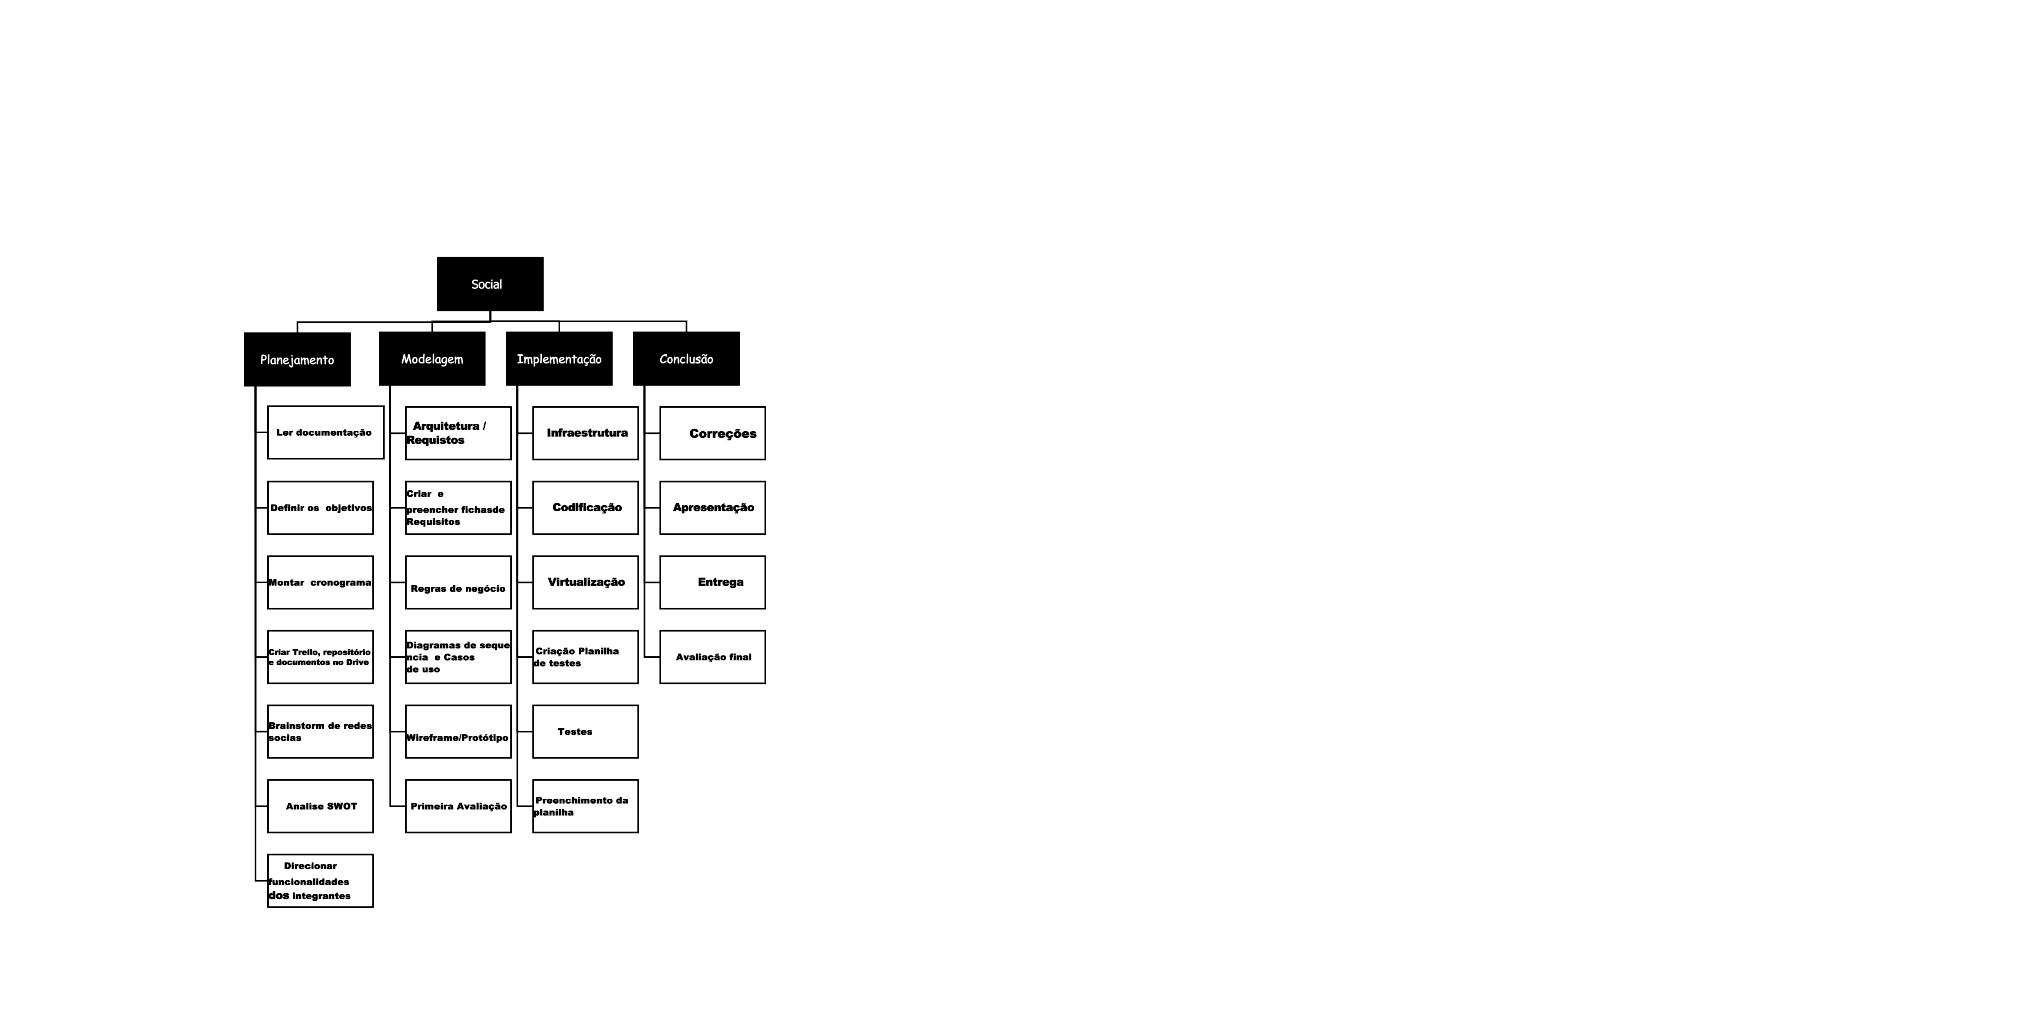 Social
Planejamento
Modelagem
Implementação
Conclusão
Ler documentação
Definir os objetivos
Montar cronograma
Criar Trello, repositório
e documentos no Drive
Brainstorm de redes
socias
Analise SWOT
Direcionar
funcionalidades
dos integrantes
Arquitetura /
Requistos
Criar e
preencher fichasde
Requisitos
Regras de negócio
Diagramas de seque
ncia e Casos
de uso
Wireframe/Protótipo
Primeira Avaliação
Infraestrutura
Codificação
Virtualização
Criação Planilha
de testes
Testes
Preenchimento da
planilha
Correções
Apresentação
Entrega
Avaliação final